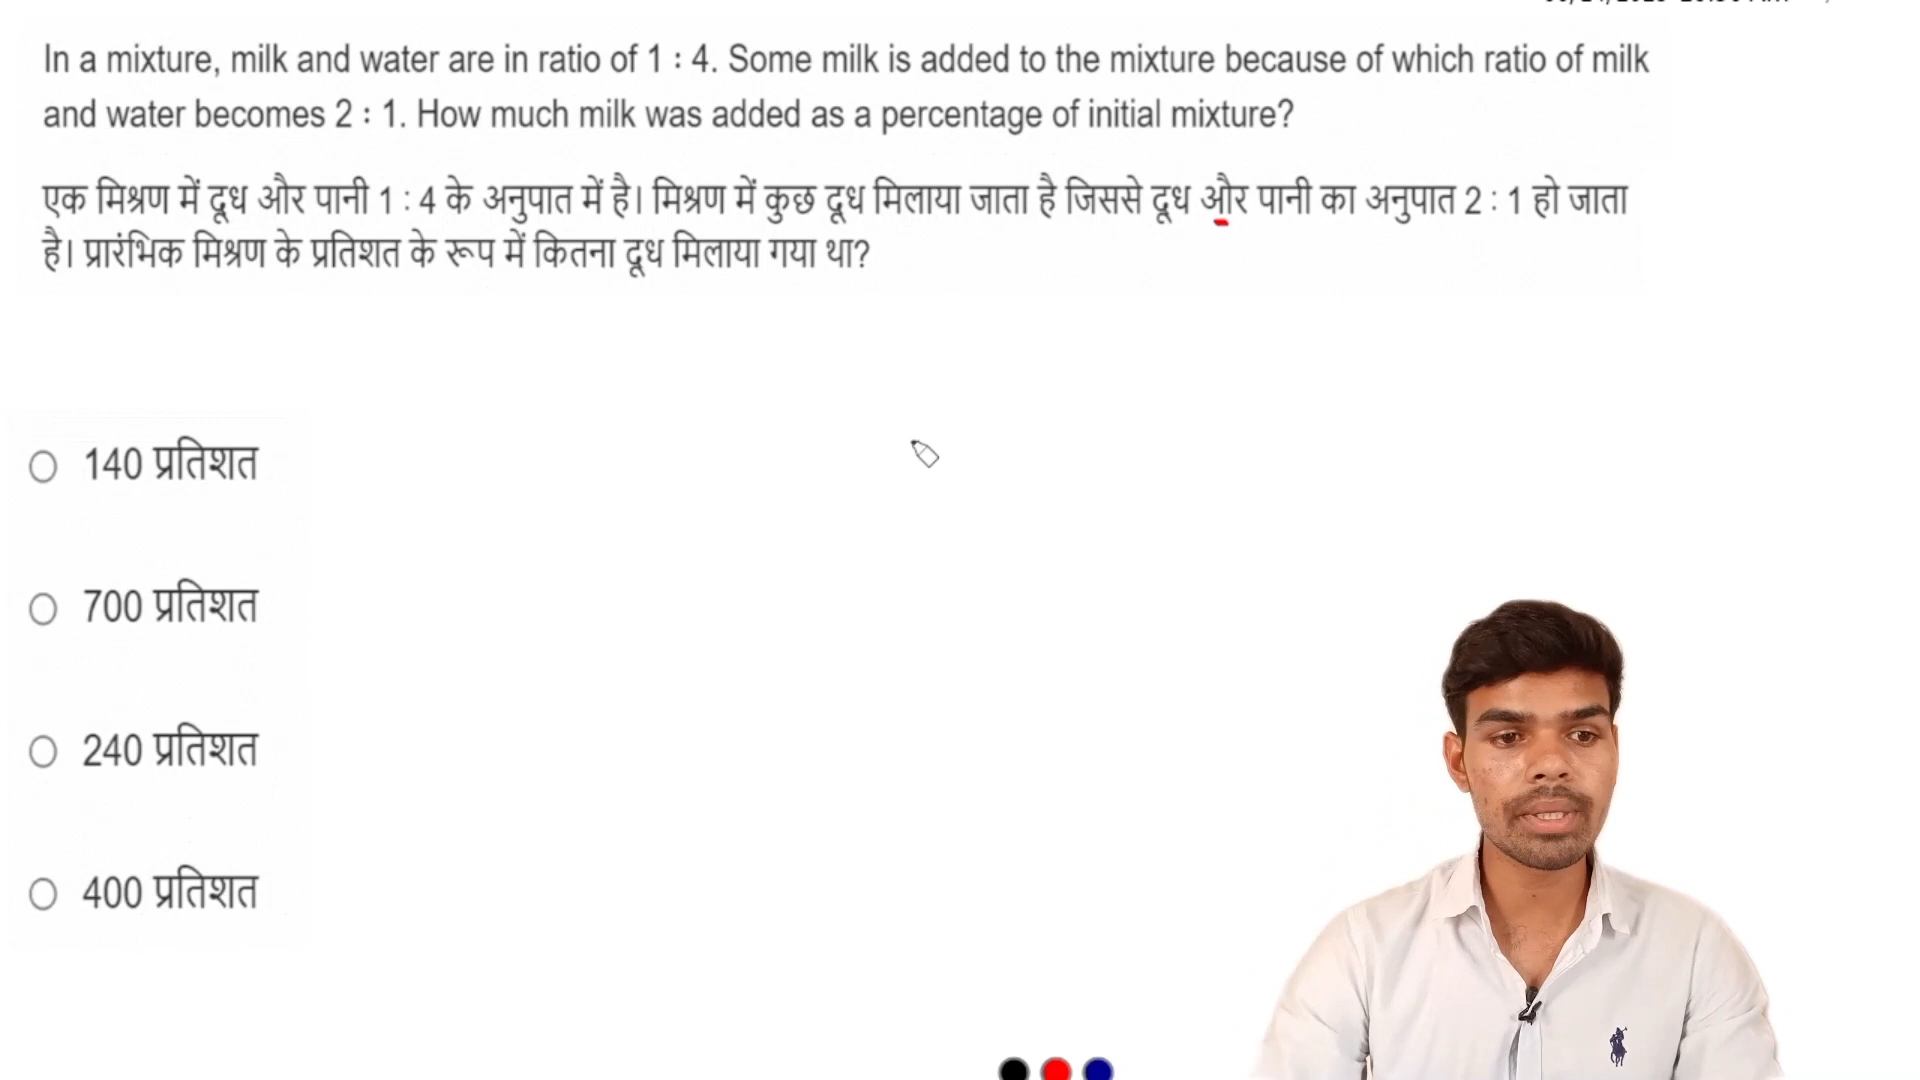 In a mixture, milk and water are in ratio of 1 : 4. Some milk is added to the mixture because of which ratio of milk
and water becomes 2 : 1. How much milk was added as a percentage of initial mixture?
एक मिश्रण में दूध और पानी 1 : 4 के अनुपात में है। मिश्रण में कुछ दूध मिलाया जाता है जिससे दूध और पानी का अनुपात 2 : 1 हो जाता
है। प्रारंभिक मिश्रण के प्रतिशत के रूप में कितना दूध मिलाया गया था?
140 प्रतिशत
700 प्रतिशत
240 प्रतिशत
400 प्रतिशत